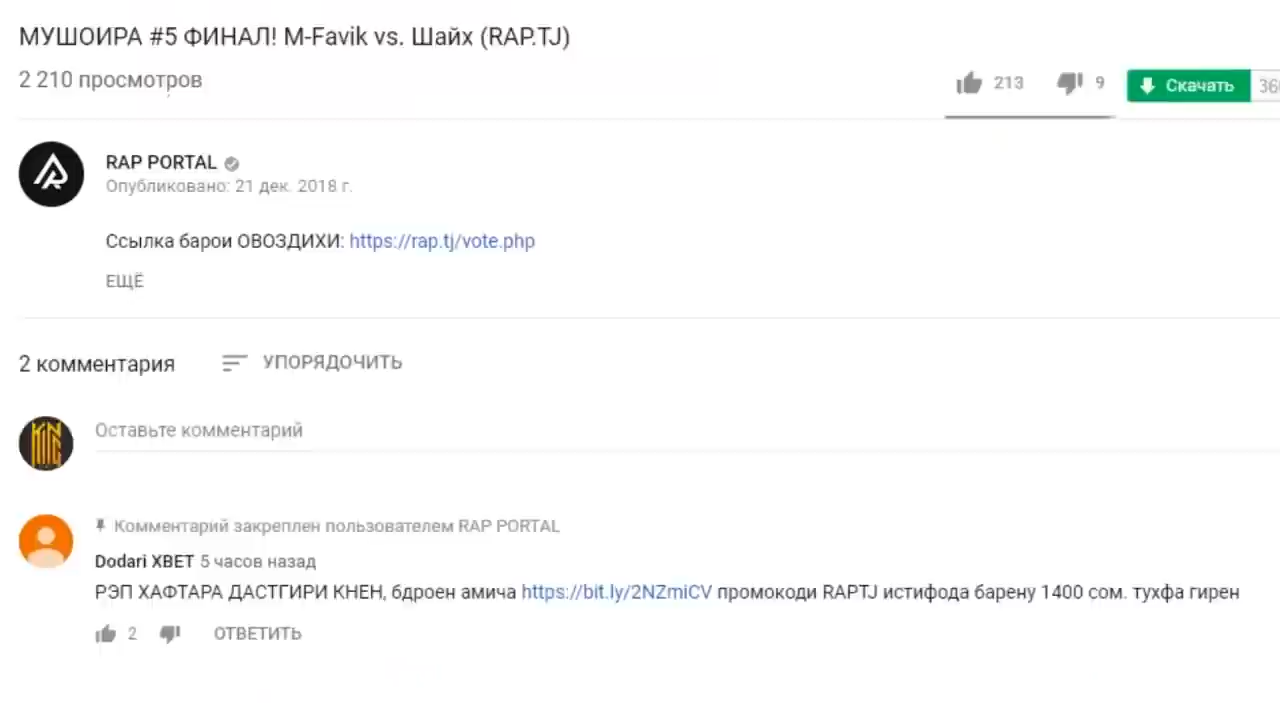 МУШОИРА #5 ФИНАЛ! M-Favik vs. Шайх (RAP.TJ)
2 210 просмотров
213 9 Скачать
RAP PORTAL
Опубликовано: 21 дек. 2018 г.
Ссылка барои ОВОЗДИХИ: https://rap.tj/vote.php
ЕЩЁ
2 комментария УПОРЯДОЧИТЬ
Оставьте комментарий
Комментарий закреплен пользователем RAP PORTAL
Dodari ХВЕТ 5 часов назад
РЭП ХАФТАРА ДАСТГИРИ КНЕН, бдроен амича https://bit.ly/2NZmiCV промокоди RAPTJ истифода барену 1400 сом. тухфа гирен
2 ОТВЕТИТЬ